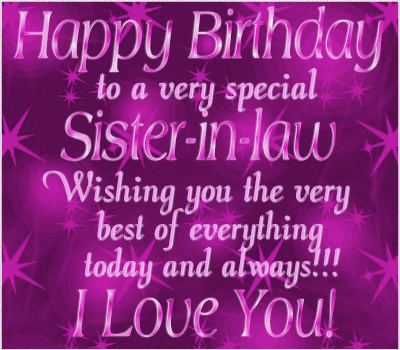 Happy Birthday
to a very special
Sister-in-law
Wishing you the very
best of everything
today and always!!!
I Love You!